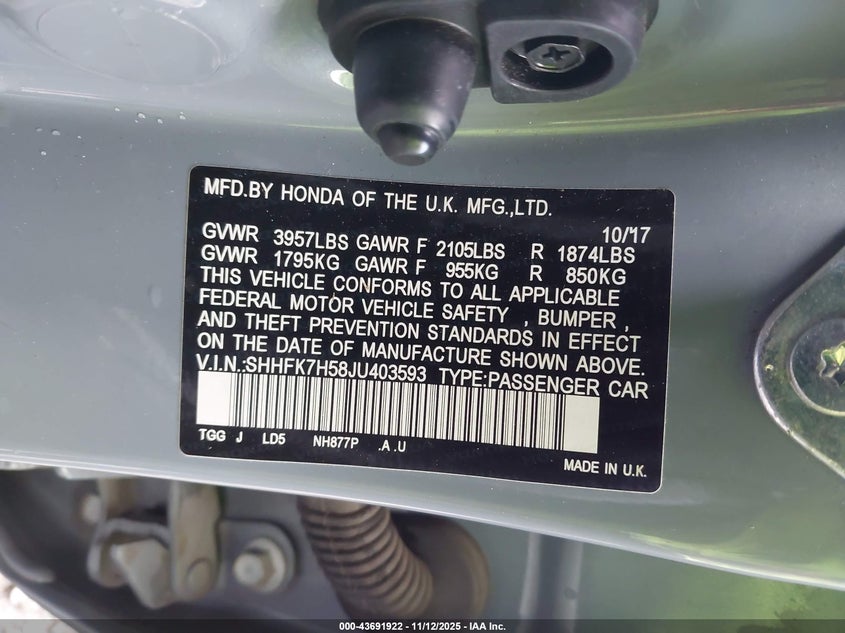 MFD.BY HONDA OF THE U.K. MFG.,LTD.
10/17
GVWR 3957LBS GAWR F 2105LBS R 1874LBS
GVWR 1795KG GAWR F 955KG R 850KG
THIS VEHICLE CONFORMS TO ALL APPLICABLE
FEDERAL MOTOR VEHICLE SAFETY , BUMPER ,
AND THEFT PREVENTION STANDARDS IN EFFECT
ON THE DATE OF MANUFACTURE SHOWN ABOVE.
V.I.N.:SHHFK7H58JU403593 TYPE:PASSENGER CAR
TGG J LD5 NH877P .A .U
MADE IN U.K.
000-43691922 - 11/12/2025 - IAA Inc.